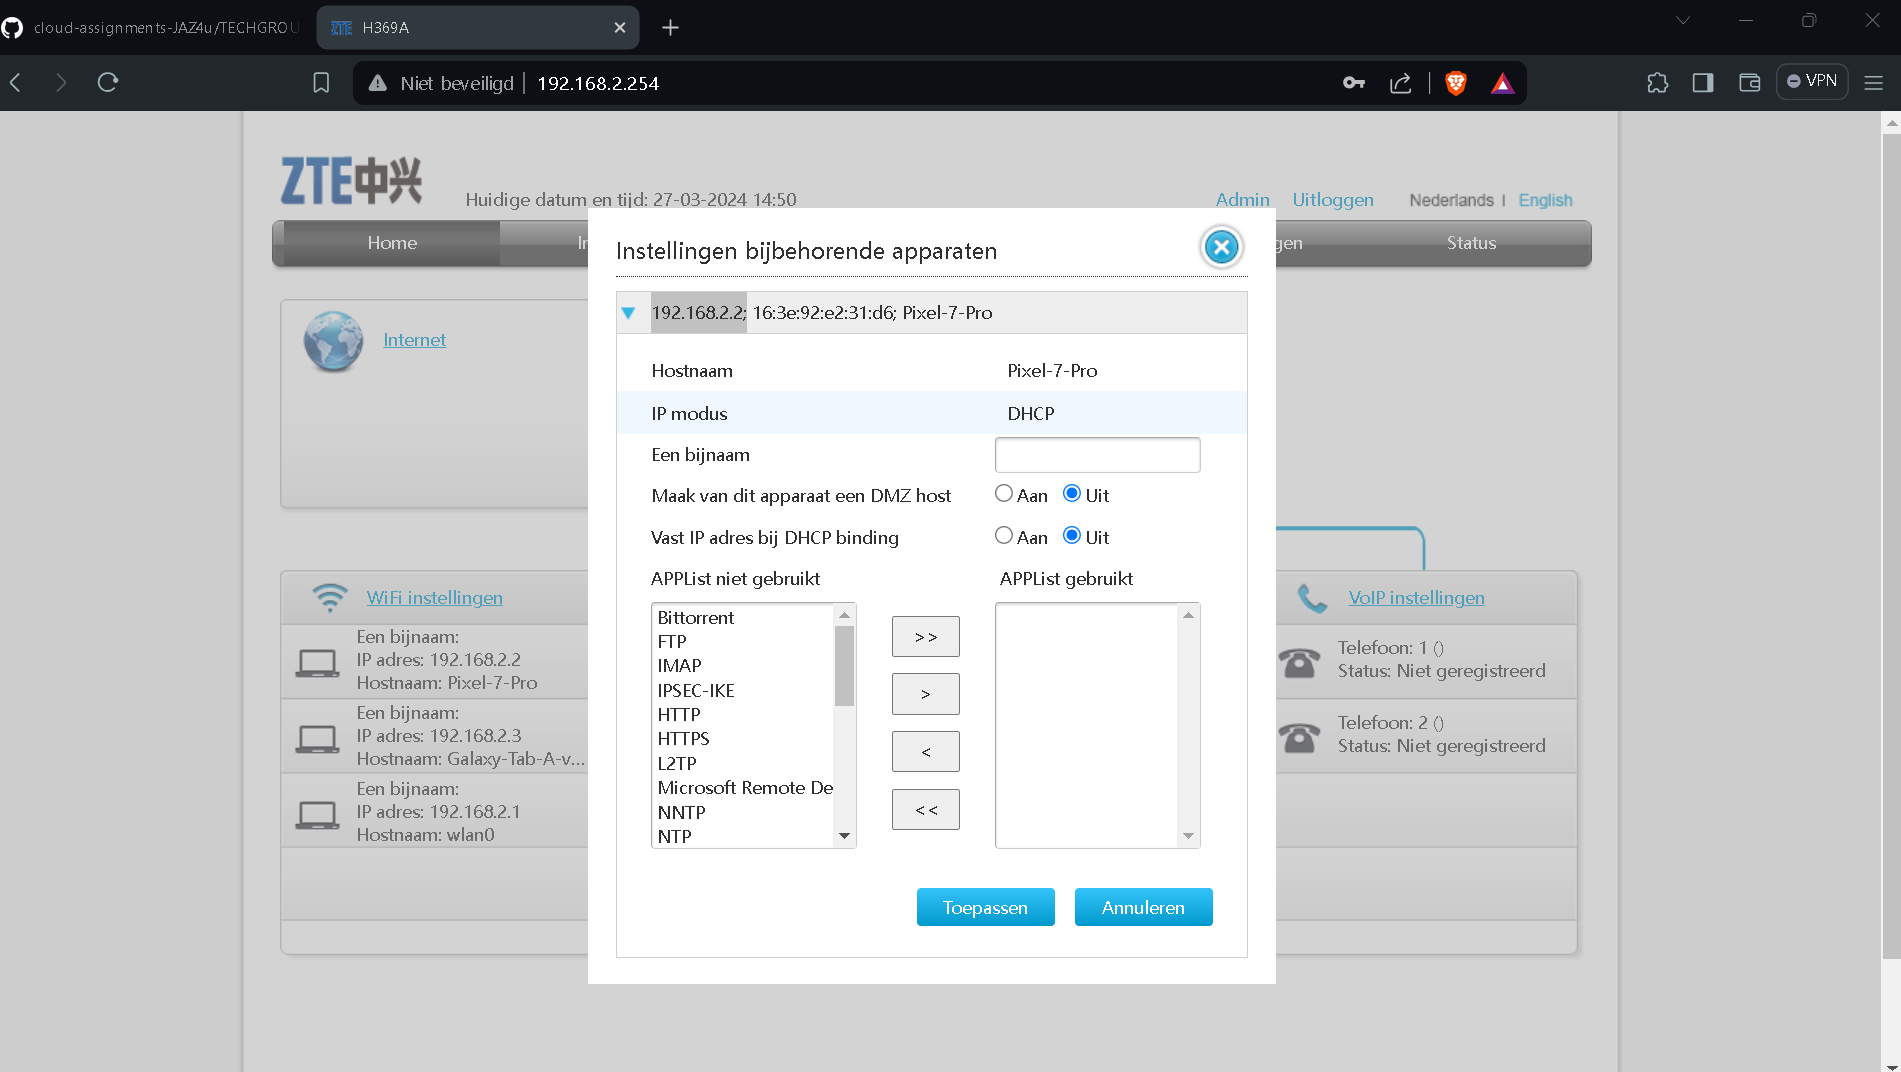 cloud-assignments-JAZ4u/TECHGROU
ZTE H369A
Niet beveiligd | 192.168.2.254
VPN
ZTE中兴
Huidige datum en tijd: 27-03-2024 14:50
Admin Uitloggen Nederlands | English
Home In gen Status
Instellingen bijbehorende apparaten
192.168.2.2; 16:3e:92:e2:31:d6; Pixel-7-Pro
Hostnaam Pixel-7-Pro
IP modus DHCP
Een bijnaam
Maak van dit apparaat een DMZ host Aan Uit
Vast IP adres bij DHCP binding Aan Uit
APPList niet gebruikt APPList gebruikt
Bittorrent
FTP
IMAP
IPSEC-IKE
HTTP
HTTPS
L2TP
Microsoft Remote De
NNTP
NTP
>>
>
<
<<
Toepassen Annuleren
Internet
WiFi instellingen
Een bijnaam:
IP adres: 192.168.2.2
Hostnaam: Pixel-7-Pro
Een bijnaam:
IP adres: 192.168.2.3
Hostnaam: Galaxy-Tab-A-v...
Een bijnaam:
IP adres: 192.168.2.1
Hostnaam: wlan0
VoIP instellingen
Telefoon: 1 ()
Status: Niet geregistreerd
Telefoon: 2 ()
Status: Niet geregistreerd